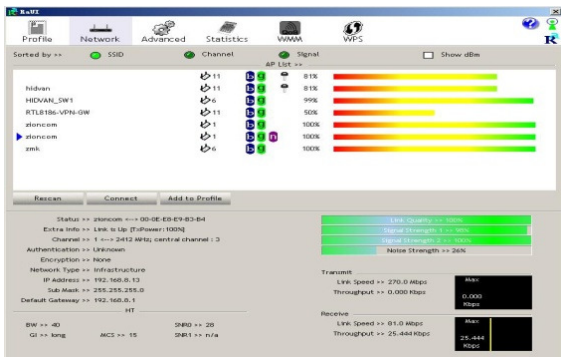 RaUI
Profile Network Advanced Statistics WMM WPS
Sorted by >> SSID Channel Signal Show dBm
AP List >>
11 b g 81%
hidvan 11 b g 81%
HIDVAN_SW1 6 b g 99%
RTL8186-VPN-GW 11 b g 50%
zioncom 1 b g 100%
zioncom 1 b g n 100%
zmk 6 b g 100%
Rescan Connect Add to Profile
Status >> zioncom <--> 00-0E-E8-E9-83-B4
Extra Info >> Link is Up [TxPower:100%]
Channel >> 1 <--> 2412 MHz; central channel : 3
Authentication >> Unknown
Encryption >> None
Network Type >> Infrastructure
IP Address >> 192.168.8.13
Sub Mask >> 255.255.255.0
Default Gateway >> 192.168.8.1
HT
BW >> 40 SNR0 >> 28
GI >> long MCS >> 15 SNR1 >> n/a
Link Quality >> 100%
Signal Strength 1 >> 98%
Signal Strength 2 >> 100%
Noise Strength >> 26%
Transmit
Link Speed >> 270.0 Mbps
Throughput >> 0.000 Kbps
Max
0.000
Kbps
Receive
Link Speed >> 81.0 Mbps
Throughput >> 25.444 Kbps
Max
25.444
Kbps